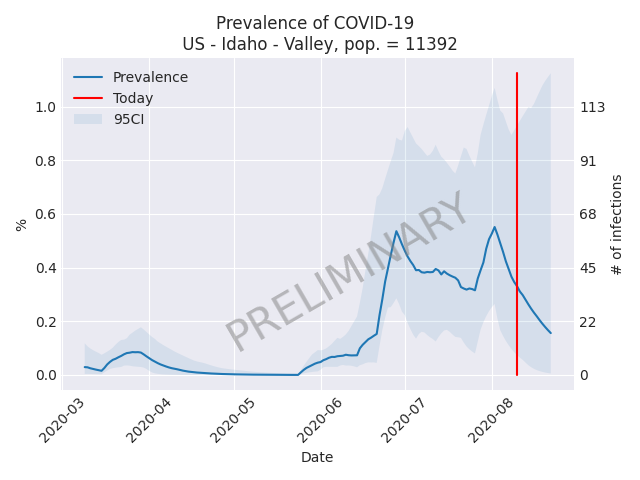 Prevalence of COVID-19
US - Idaho - Valley, pop. = 11392
Prevalence
Today
95CI
1.0
0.8
0.6
0.4
0.2
0.0
%
113
91
68
45
22
0
# of infections
PRELIMINARY
2020-03
2020-04
2020-05
2020-06
2020-07
2020-08
Date